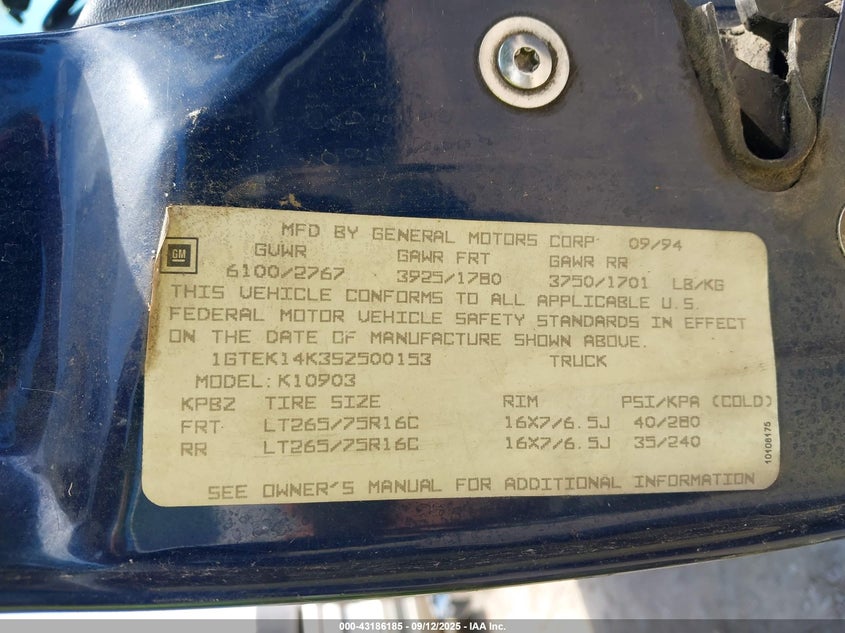 MFD BY GENERAL MOTORS CORP 09/94
GM
GVWR GAWR FRT GAWR RR
6100/2767 3925/1780 3750/1701 LB/KG
THIS VEHICLE CONFORMS TO ALL APPLICABLE U.S.
FEDERAL MOTOR VEHICLE SAFETY STANDARDS IN EFFECT
ON THE DATE OF MANUFACTURE SHOWN ABOVE.
1GTEK14K3SZ500153 TRUCK
MODEL: K10903
KPBZ TIRE SIZE RIM PSI/KPA (COLD)
FRT LT265/75R16C 16X7/6.5J 40/280
RR LT265/75R16C 16X7/6.5J 35/240
SEE OWNER'S MANUAL FOR ADDITIONAL INFORMATION
10108175
000-43186185 - 09/12/2025 - IAA Inc.